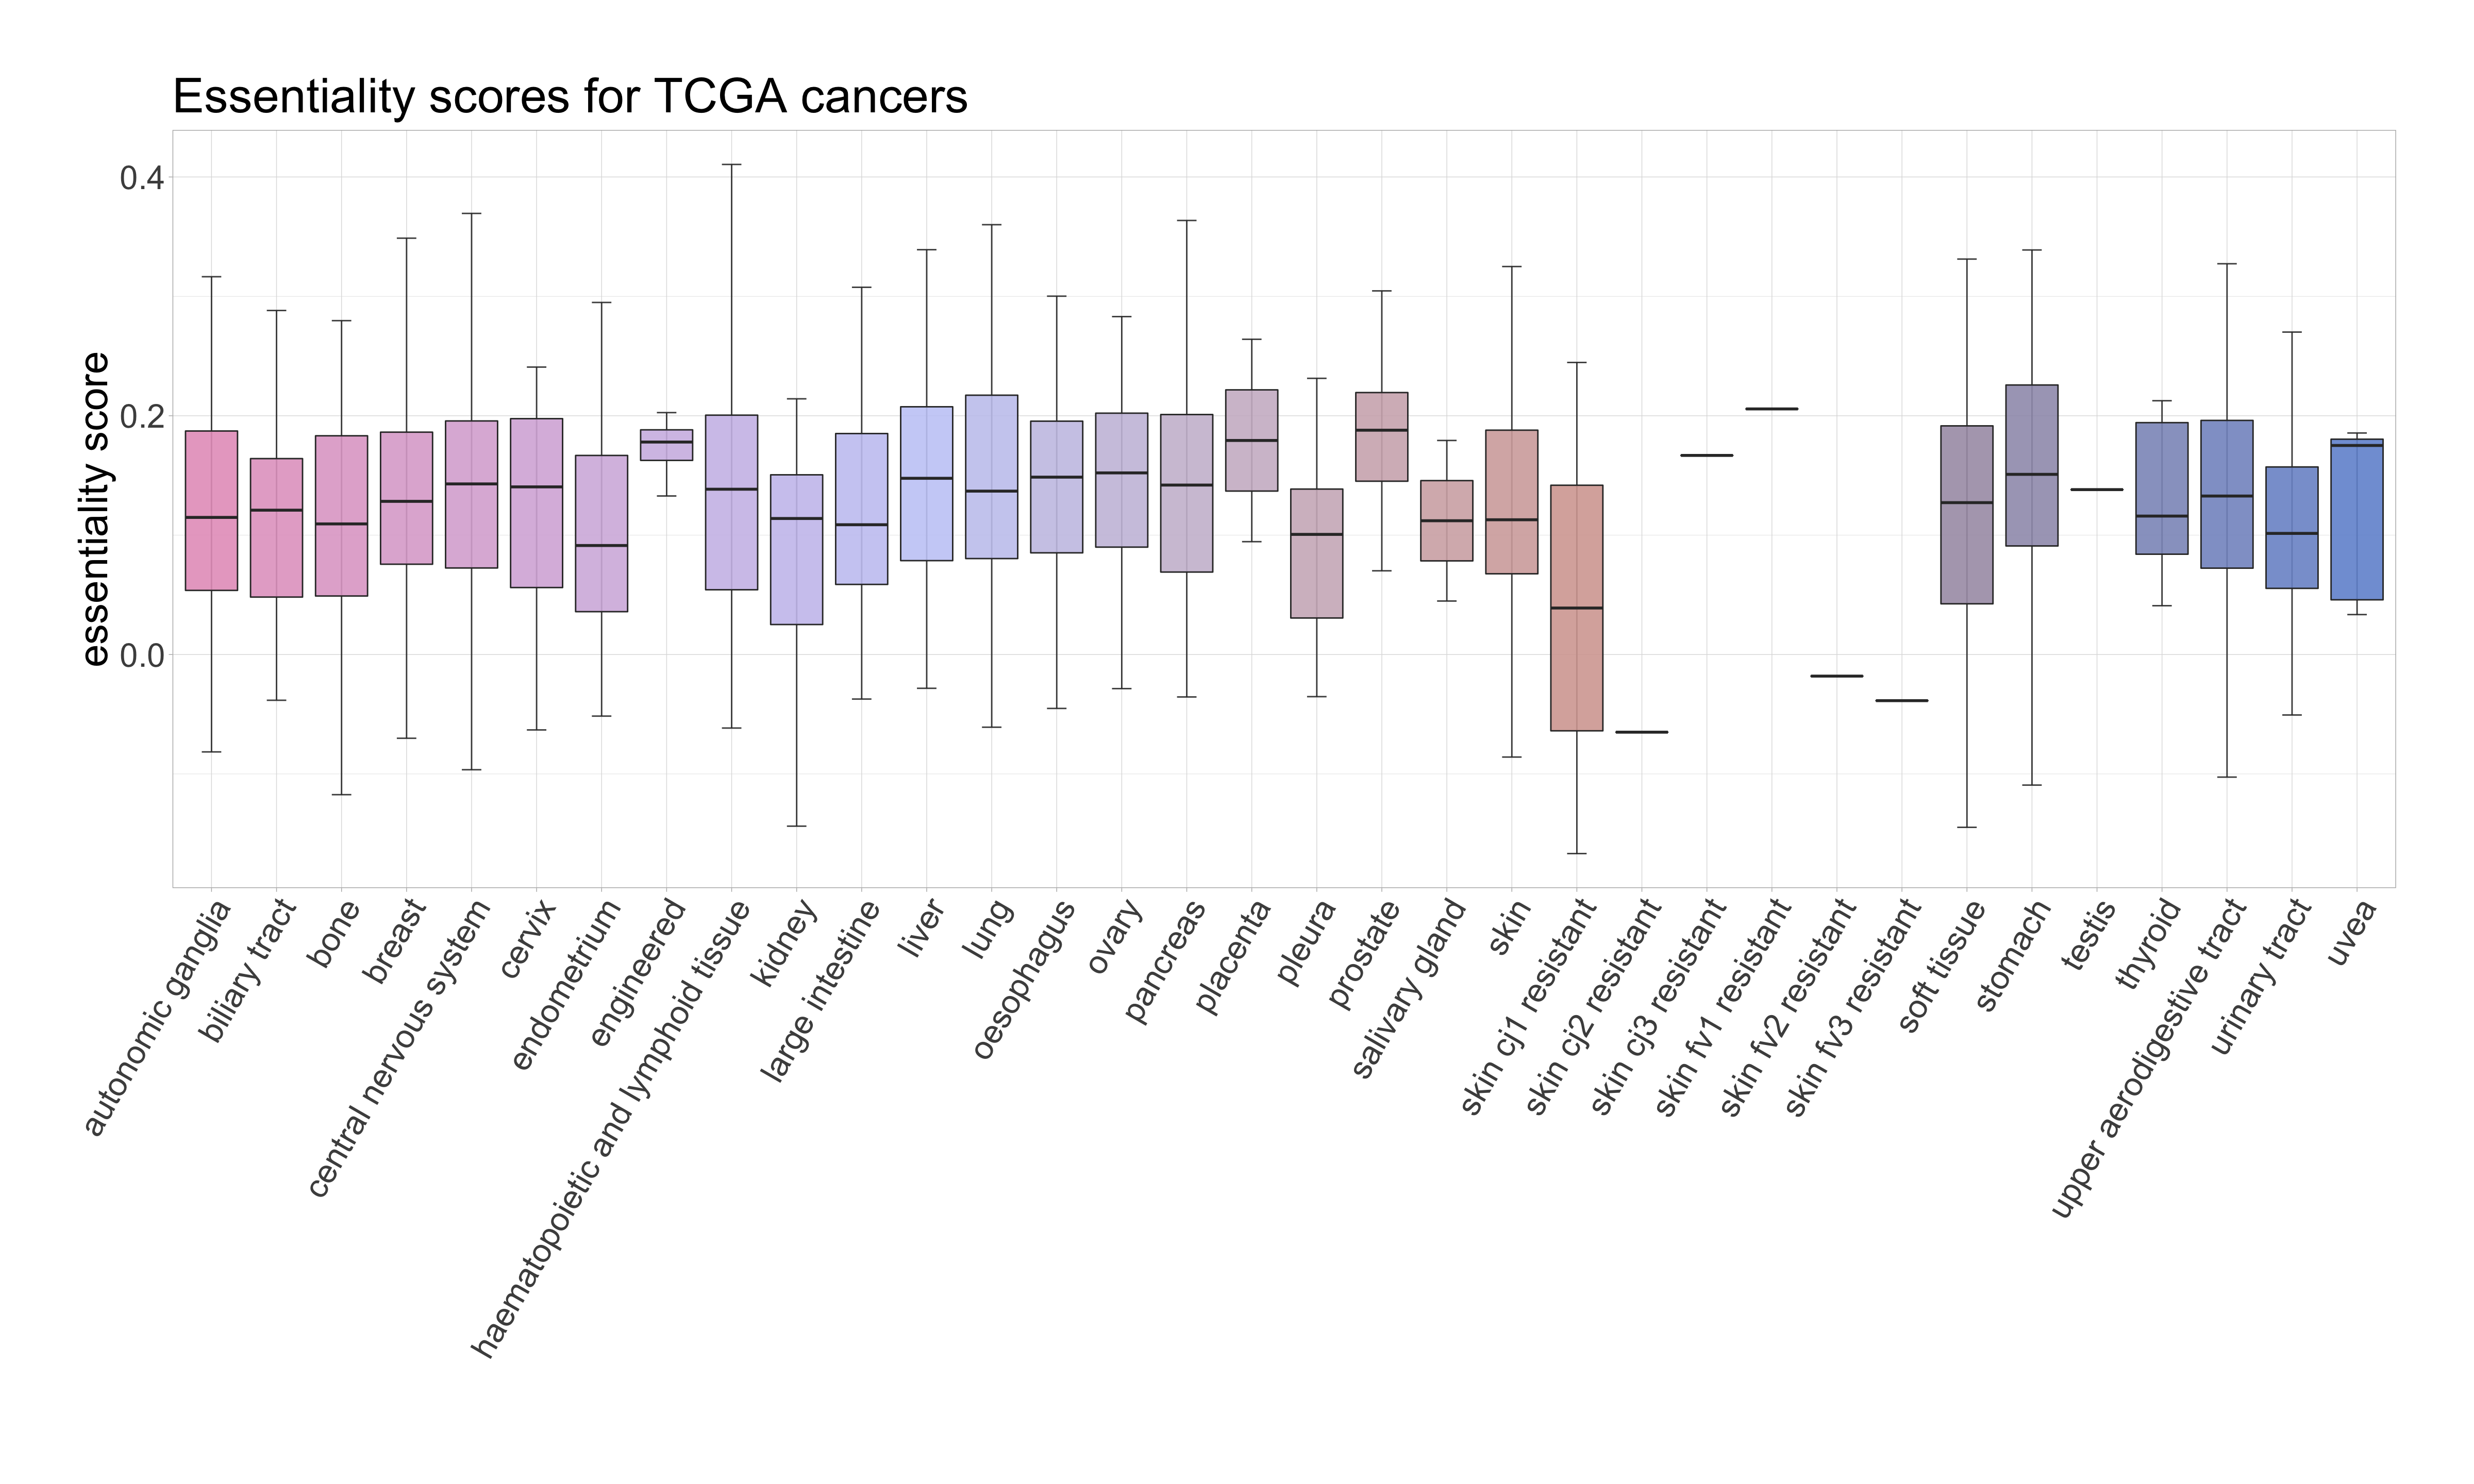 Essentiality scores for TCGA cancers
essentiality score
0.4
0.2
0.0
autonomic ganglia
biliary tract
bone
breast
central nervous system
cervix
endometrium
engineered
haematopoietic and lymphoid tissue
kidney
large intestine
liver
lung
oesophagus
ovary
pancreas
placenta
pleura
prostate
salivary gland
skin
skin cj1 resistant
skin cj2 resistant
skin cj3 resistant
skin fv1 resistant
skin fv2 resistant
skin fv3 resistant
soft tissue
stomach
testis
thyroid
upper aerodigestive tract
urinary tract
uvea